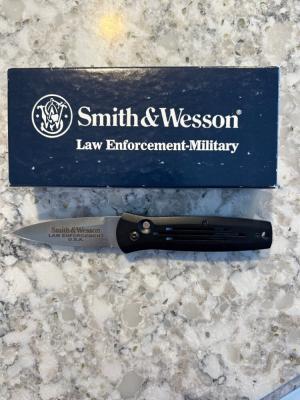 Smith & Wesson®
Law Enforcement-Military
Smith & Wesson
LAW ENFORCEMENT
U.S.A.